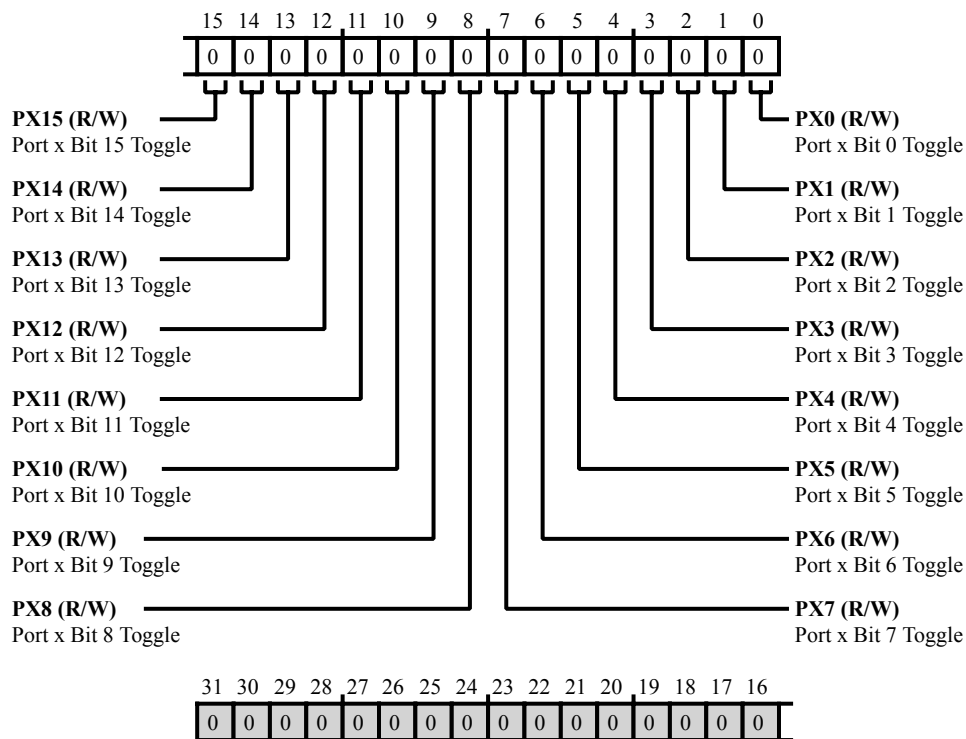 15 14 13 12 11 10 9 8 7 6 5 4 3 2 1 0
0 0 0 0 0 0 0 0 0 0 0 0 0 0 0 0
PX15 (R/W)
Port x Bit 15 Toggle
PX14 (R/W)
Port x Bit 14 Toggle
PX13 (R/W)
Port x Bit 13 Toggle
PX12 (R/W)
Port x Bit 12 Toggle
PX11 (R/W)
Port x Bit 11 Toggle
PX10 (R/W)
Port x Bit 10 Toggle
PX9 (R/W)
Port x Bit 9 Toggle
PX8 (R/W)
Port x Bit 8 Toggle
PX0 (R/W)
Port x Bit 0 Toggle
PX1 (R/W)
Port x Bit 1 Toggle
PX2 (R/W)
Port x Bit 2 Toggle
PX3 (R/W)
Port x Bit 3 Toggle
PX4 (R/W)
Port x Bit 4 Toggle
PX5 (R/W)
Port x Bit 5 Toggle
PX6 (R/W)
Port x Bit 6 Toggle
PX7 (R/W)
Port x Bit 7 Toggle
31 30 29 28 27 26 25 24 23 22 21 20 19 18 17 16
0 0 0 0 0 0 0 0 0 0 0 0 0 0 0 0